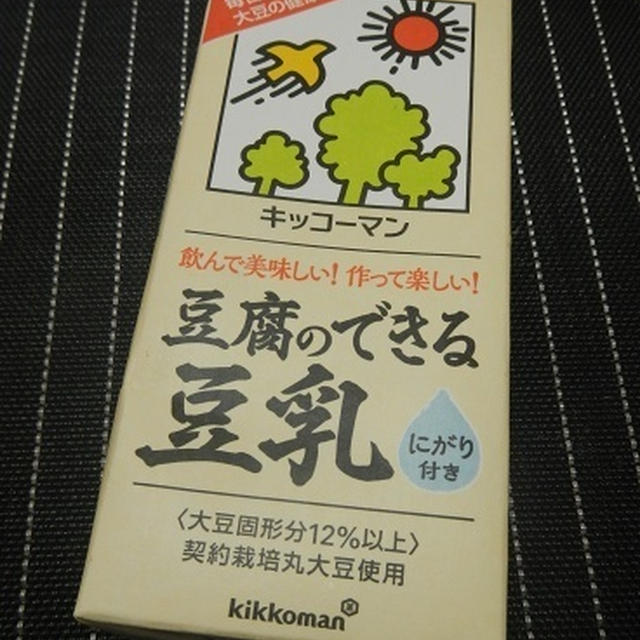 大豆の健康
キッコーマン
飲んで美味しい!作って楽しい!
豆腐のできる
豆乳
にがり
付き
〈大豆固形分12%以上〉
契約栽培丸大豆使用
kikkoman